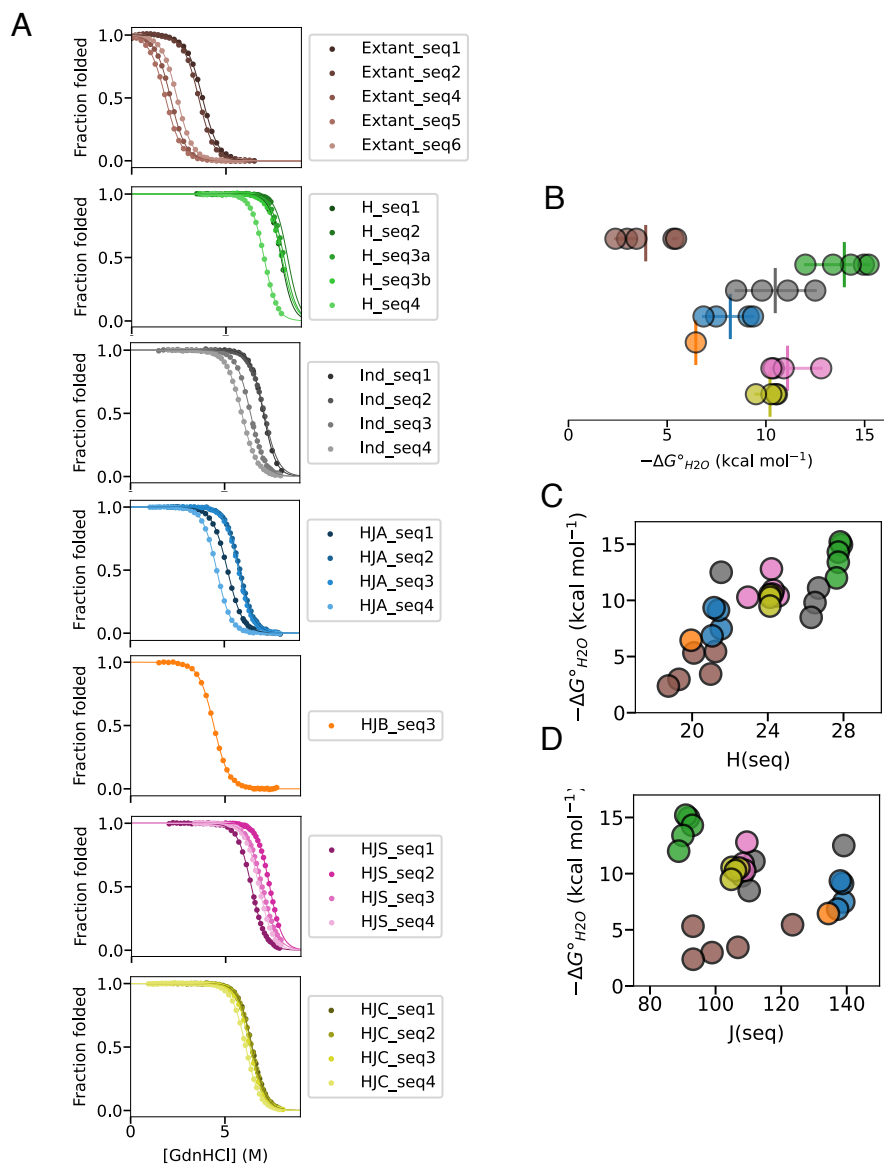 A
Fraction folded
1.0
0.5
0.0
Extant_seq1
Extant_seq2
Extant_seq4
Extant_seq5
Extant_seq6
Fraction folded
1.0
0.5
0.0
H_seq1
H_seq2
H_seq3a
H_seq3b
H_seq4
Fraction folded
1.0
0.5
0.0
Ind_seq1
Ind_seq2
Ind_seq3
Ind_seq4
Fraction folded
1.0
0.5
0.0
HJA_seq1
HJA_seq2
HJA_seq3
HJA_seq4
Fraction folded
1.0
0.5
0.0
HJB_seq3
Fraction folded
1.0
0.5
0.0
HJS_seq1
HJS_seq2
HJS_seq3
HJS_seq4
Fraction folded
1.0
0.5
0.0
HJC_seq1
HJC_seq2
HJC_seq3
HJC_seq4
0 5
[GdnHCl] (M)
B
0 5 10 15
−ΔG°H2O (kcal mol⁻¹)
C
−ΔG°H2O (kcal mol⁻¹)
15
10
5
0
20 24 28
H(seq)
D
−ΔG°H2O (kcal mol⁻¹)
15
10
5
0
80 100 120 140
J(seq)